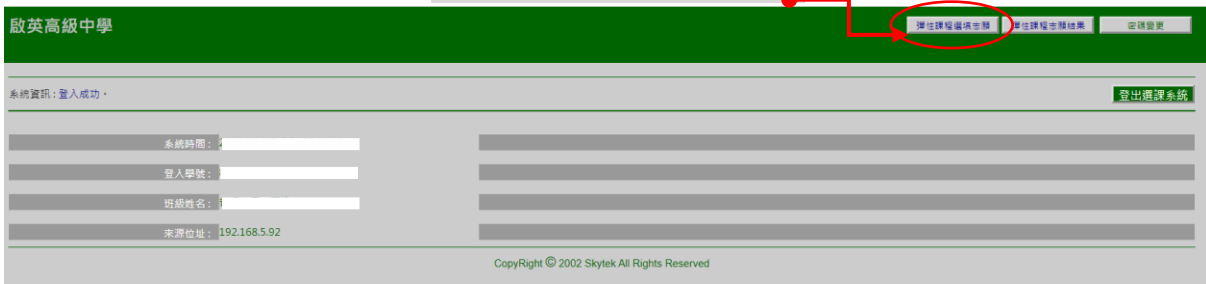 啟英高級中學
彈性課程選填志願 彈性課程志願結果 密碼變更
系統資訊：登入成功。
登出選課系統
系統時間：
登入學號：
班級姓名：
來源位址：192.168.5.92
CopyRight © 2002 Skytek All Rights Reserved